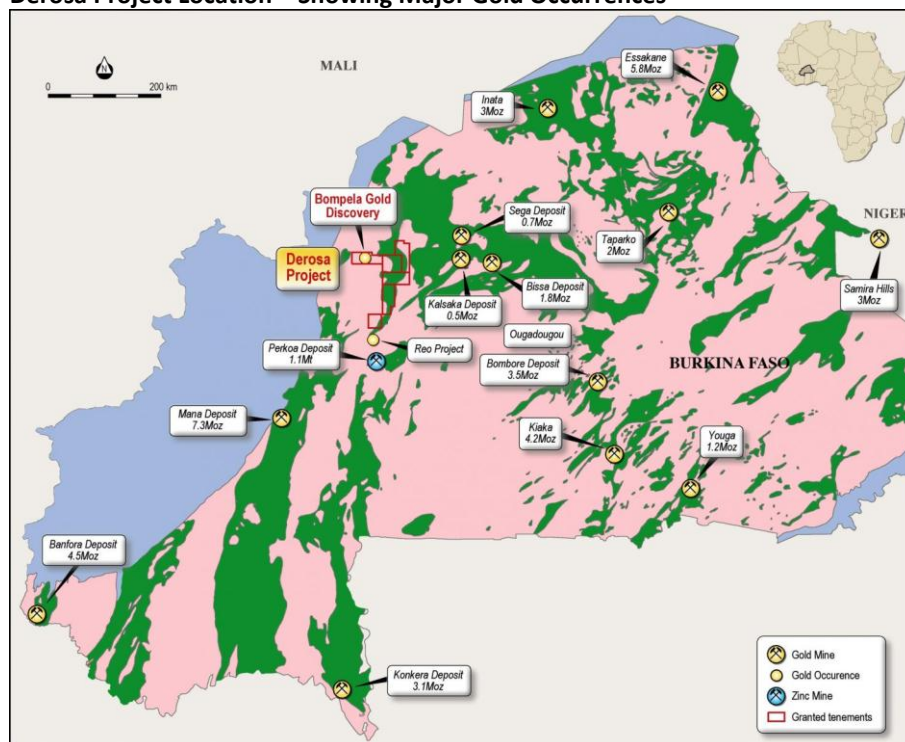 Derosa Project Location – Showing Major Gold Occurrences
N
0
200 km
MALI
Essakane
5.8Moz
Inata
3Moz
Bompela Gold
Discovery
Sega Deposit
0.7Moz
NIGER
Derosa
Project
Taparko
2Moz
Samira Hills
3Moz
Bissa Deposit
1.8Moz
Kalsaka Deposit
0.5Moz
Ougadougou
Reo Project
Perkoa Deposit
1.1Mt
Bombore Deposit
3.5Moz
BURKINA FASO
Mana Deposit
7.3Moz
Kiaka
4.2Moz
Youga
1.2Moz
Banfora Deposit
4.5Moz
Konkera Deposit
3.1Moz
Gold Mine
Gold Occurence
Zinc Mine
Granted tenements